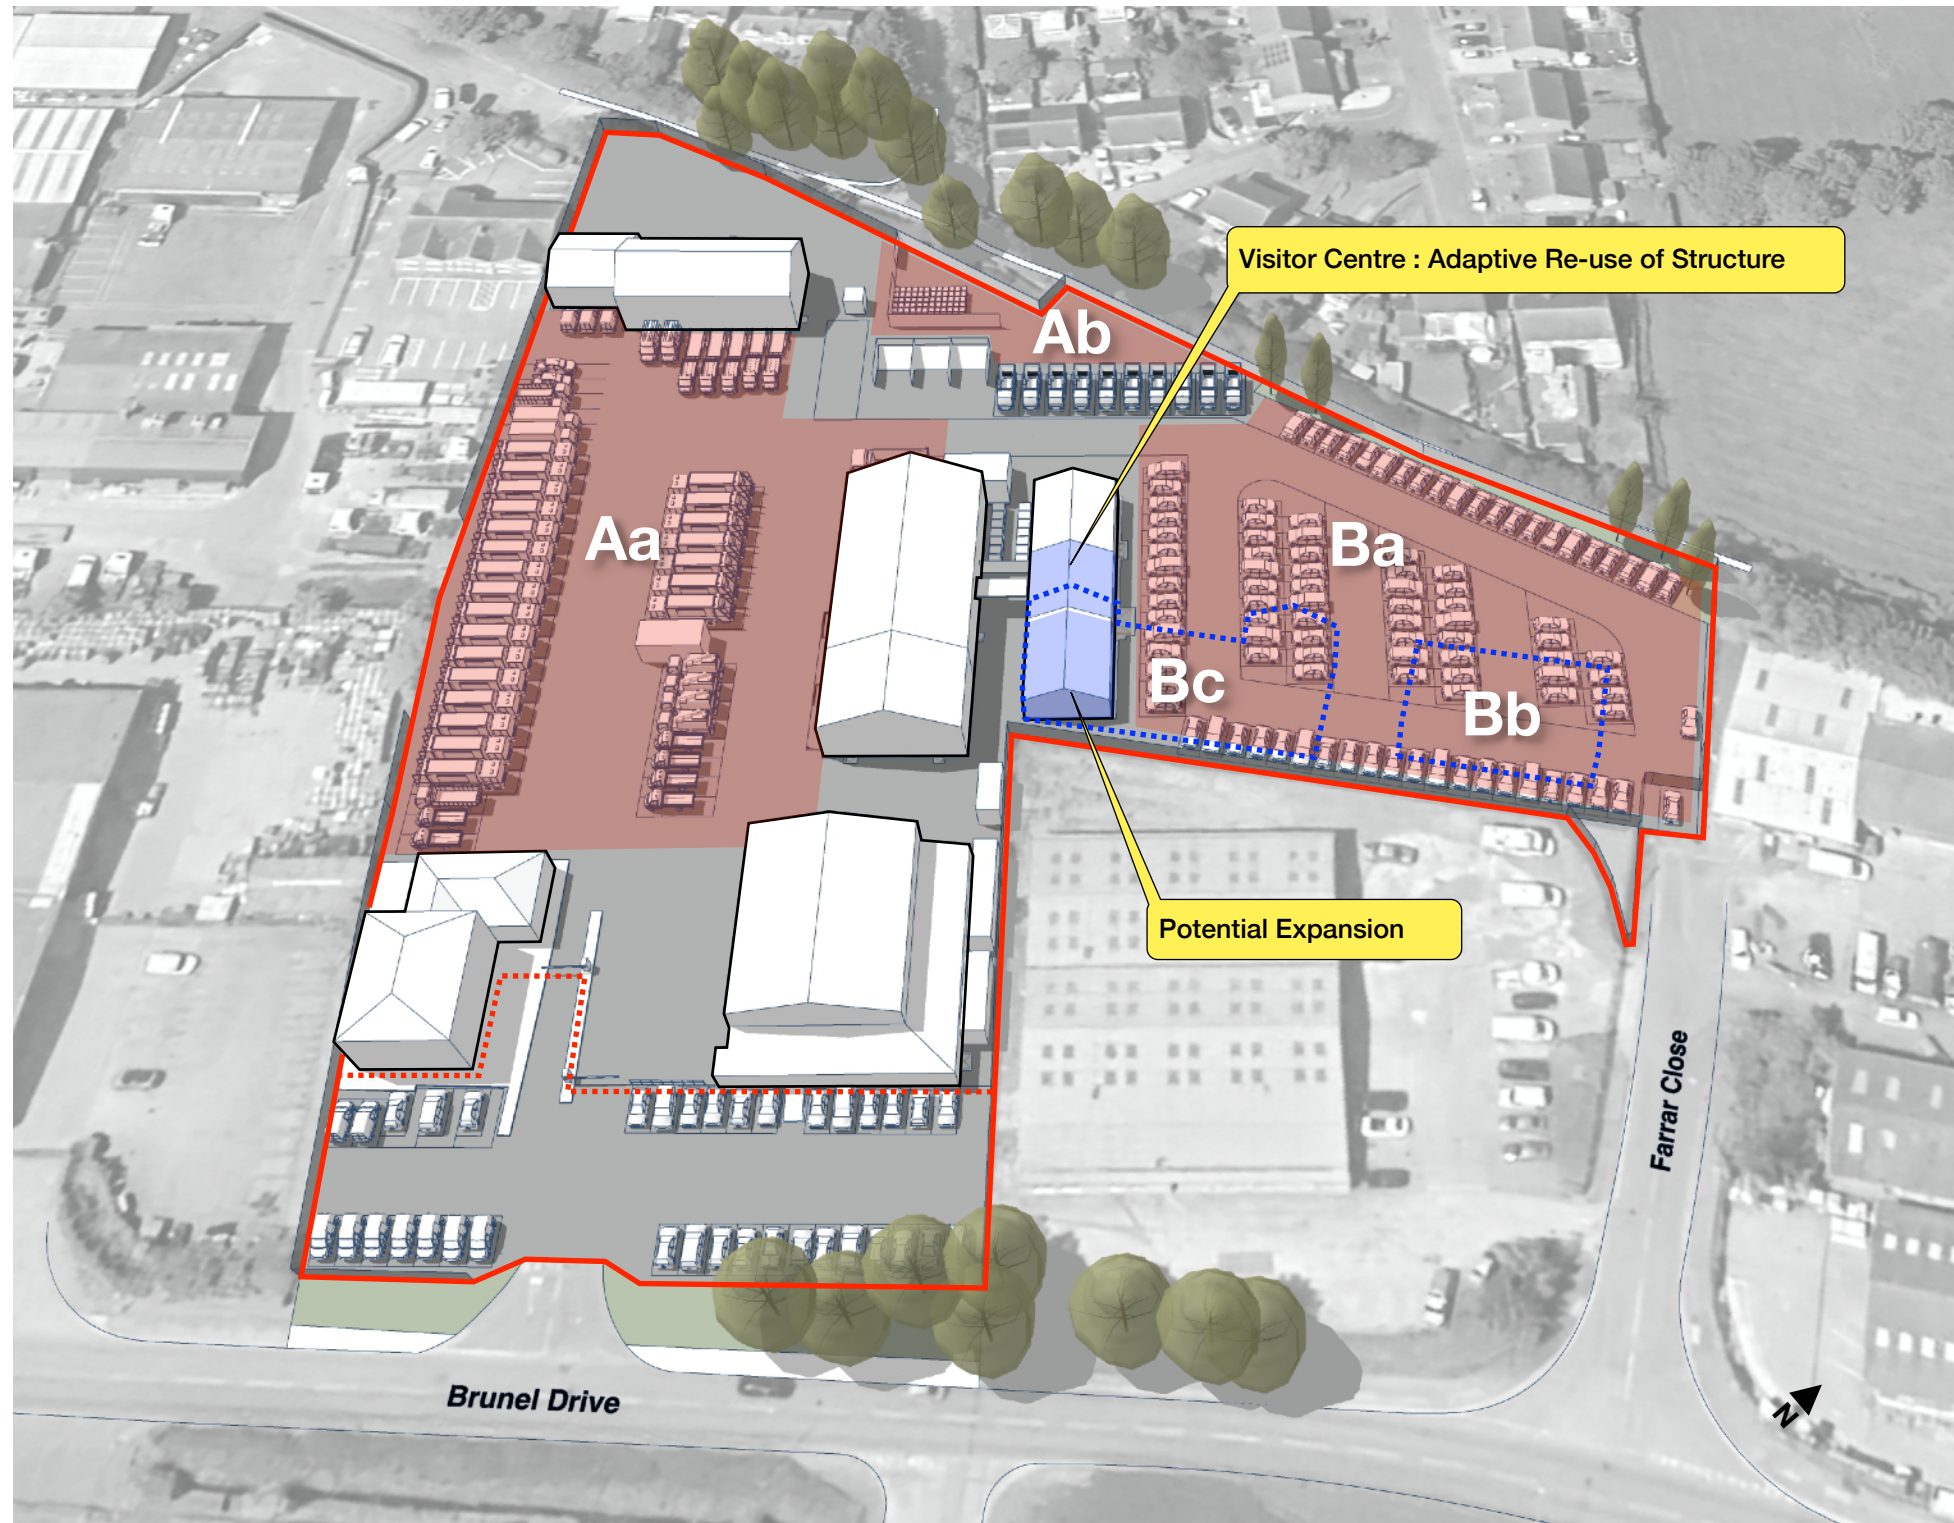 Visitor Centre : Adaptive Re-use of Structure
Ab
Aa
Ba
Bc
Bb
Potential Expansion
Farrar Close
Brunel Drive
N